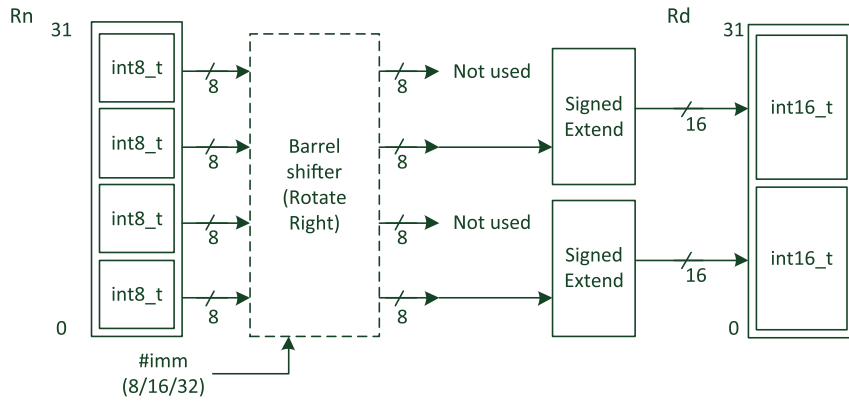 Rn
Rd
31
31
int8_t
8
8
Not used
int8_t
8
8
int8_t
8
8
Not used
int8_t
8
8
Barrel
shifter
(Rotate
Right)
Signed
Extend
16
int16_t
Signed
Extend
16
int16_t
0
0
#imm
(8/16/32)